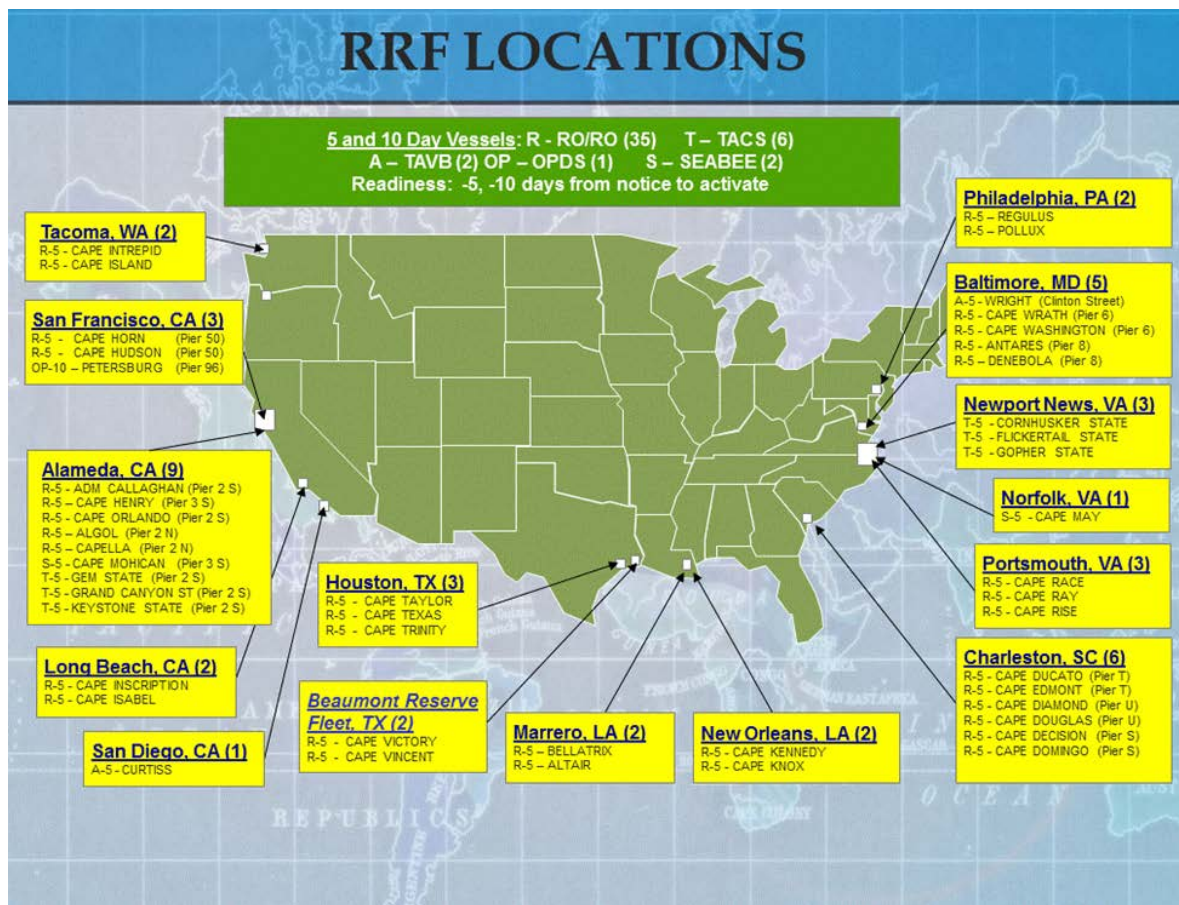 RRF LOCATIONS
5 and 10 Day Vessels: R - RO/RO (35) T – TACS (6)
A – TAVB (2) OP – OPDS (1) S – SEABEE (2)
Readiness: -5, -10 days from notice to activate
Tacoma, WA (2)
R-5 - CAPE INTREPID
R-5 - CAPE ISLAND
San Francisco, CA (3)
R-5 - CAPE HORN (Pier 50)
R-5 - CAPE HUDSON (Pier 50)
OP-10 – PETERSBURG (Pier 96)
Alameda, CA (9)
R-5 - ADM CALLAGHAN (Pier 2 S)
R-5 – CAPE HENRY (Pier 3 S)
R-5 - CAPE ORLANDO (Pier 2 S)
R-5 – ALGOL (Pier 2 N)
R-5 – CAPELLA (Pier 2 N)
S-5 - CAPE MOHICAN (Pier 3 S)
T-5 - GEM STATE (Pier 2 S)
T-5 - GRAND CANYON ST (Pier 2 S)
T-5 - KEYSTONE STATE (Pier 2 S)
Long Beach, CA (2)
R-5 - CAPE INSCRIPTION
R-5 - CAPE ISABEL
San Diego, CA (1)
A-5 - CURTISS
Houston, TX (3)
R-5 - CAPE TAYLOR
R-5 - CAPE TEXAS
R-5 - CAPE TRINITY
Beaumont Reserve
Fleet, TX (2)
R-5 - CAPE VICTORY
R-5 - CAPE VINCENT
Marrero, LA (2)
R-5 – BELLATRIX
R-5 – ALTAIR
New Orleans, LA (2)
R-5 - CAPE KENNEDY
R-5 - CAPE KNOX
Philadelphia, PA (2)
R-5 – REGULUS
R-5 – POLLUX
Baltimore, MD (5)
A-5 - WRIGHT (Clinton Street)
R-5 - CAPE WRATH (Pier 6)
R-5 - CAPE WASHINGTON (Pier 6)
R-5 - ANTARES (Pier 8)
R-5 – DENEBOLA (Pier 8)
Newport News, VA (3)
T-5 - CORNHUSKER STATE
T-5 - FLICKERTAIL STATE
T-5 - GOPHER STATE
Norfolk, VA (1)
S-5 - CAPE MAY
Portsmouth, VA (3)
R-5 - CAPE RACE
R-5 - CAPE RAY
R-5 - CAPE RISE
Charleston, SC (6)
R-5 - CAPE DUCATO (Pier T)
R-5 - CAPE EDMONT (Pier T)
R-5 - CAPE DIAMOND (Pier U)
R-5 - CAPE DOUGLAS (Pier U)
R-5 - CAPE DECISION (Pier S)
R-5 - CAPE DOMINGO (Pier S)
REPUBLICS
OCEAN